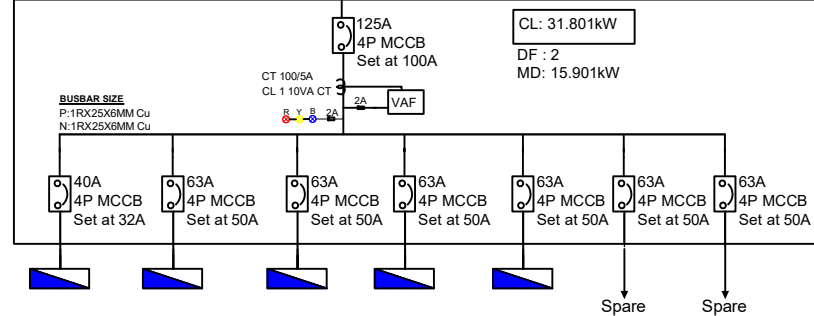 125A
4P MCCB
Set at 100A
CL: 31.801kW
DF : 2
MD: 15.901kW
CT 100/5A
CL 1 10VA CT
2A
VAF
BUSBAR SIZE
P:1RX25X6MM Cu
N:1RX25X6MM Cu
R Y B 2A
40A
4P MCCB
Set at 32A
63A
4P MCCB
Set at 50A
63A
4P MCCB
Set at 50A
63A
4P MCCB
Set at 50A
63A
4P MCCB
Set at 50A
63A
4P MCCB
Set at 50A
63A
4P MCCB
Set at 50A
Spare
Spare